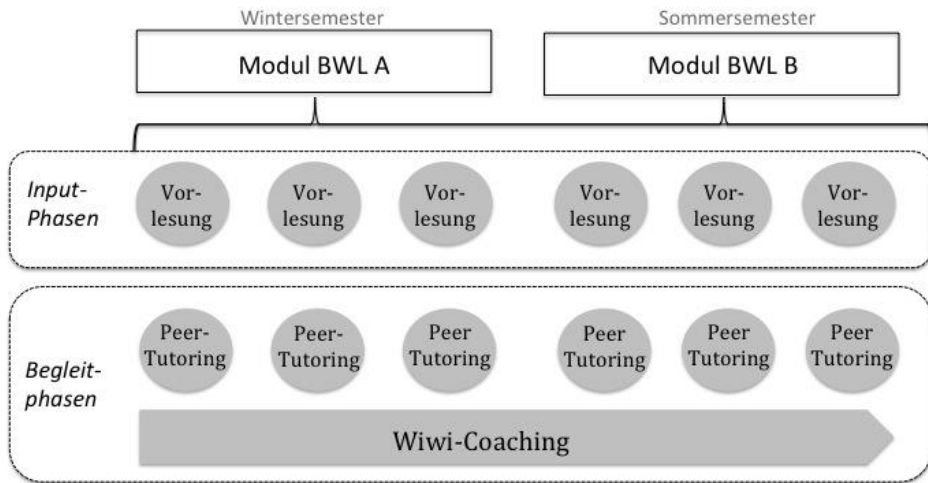 Wintersemester
Sommersemester
Modul BWL A
Modul BWL B
Input-
Phasen
Vor-
lesung
Vor-
lesung
Vor-
lesung
Vor-
lesung
Vor-
lesung
Vor-
lesung
Begleit-
phasen
Peer-
Tutoring
Peer-
Tutoring
Peer
Tutoring
Peer
Tutoring
Peer
Tutoring
Peer
Tutoring
Wiwi-Coaching